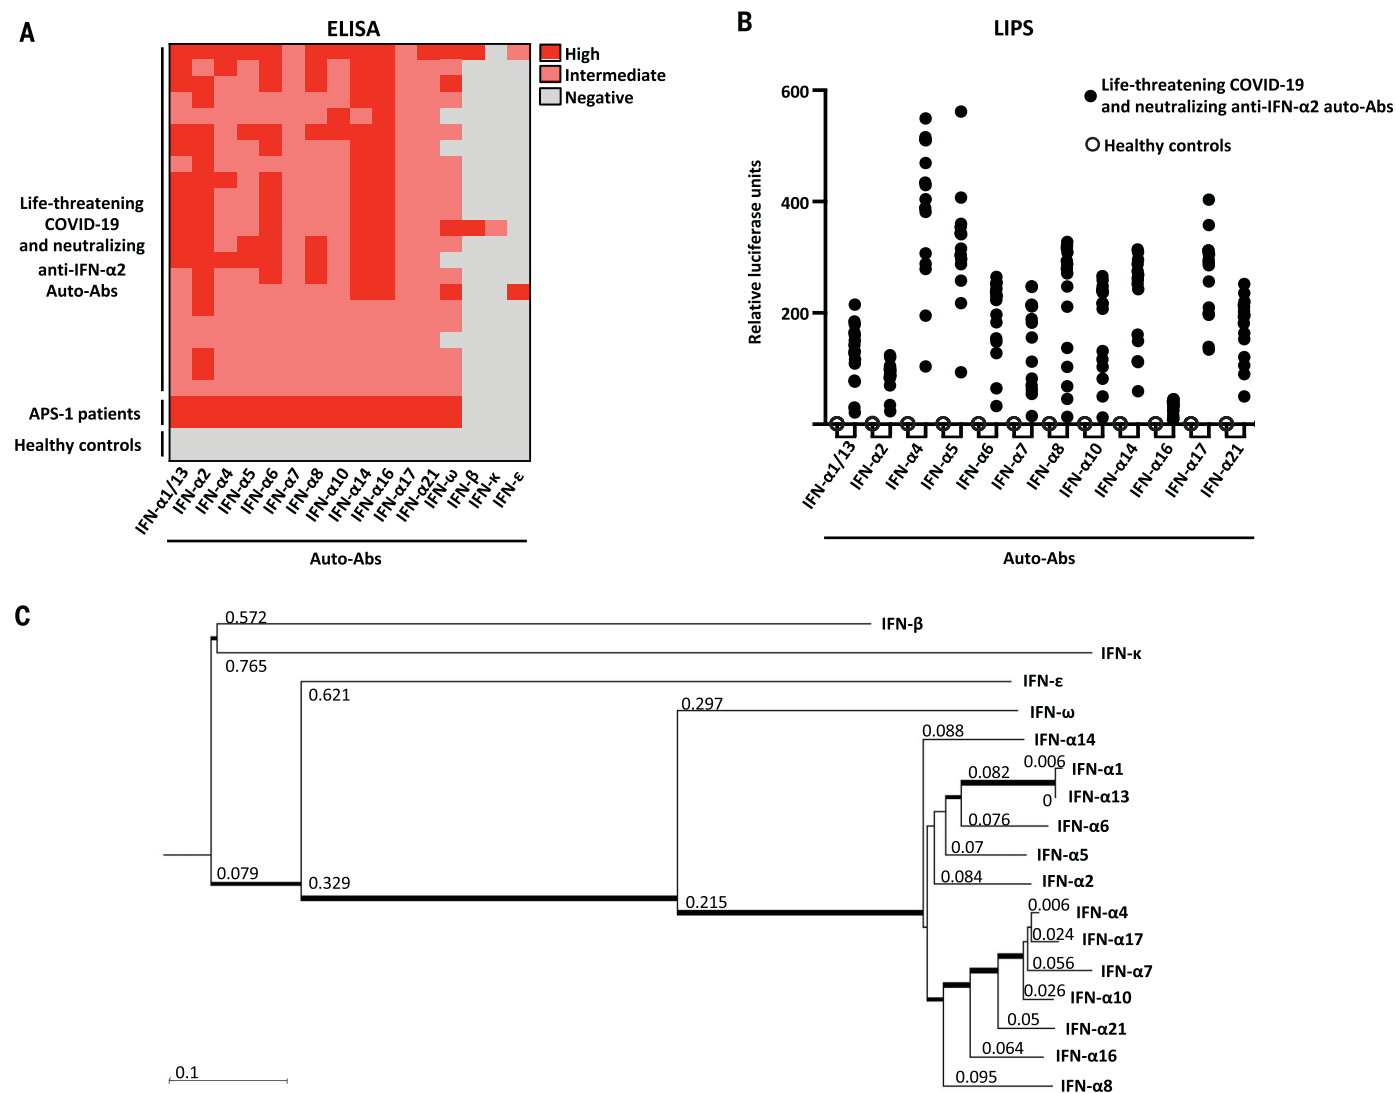 A
ELISA
High
Intermediate
Negative
Life-threatening
COVID-19
and neutralizing
anti-IFN-α2
Auto-Abs
APS-1 patients
Healthy controls
IFN-α1/13
IFN-α2
IFN-α4
IFN-α5
IFN-α6
IFN-α7
IFN-α8
IFN-α10
IFN-α14
IFN-α16
IFN-α17
IFN-α21
IFN-ω
IFN-β
IFN-κ
IFN-ε
Auto-Abs
B
LIPS
Life-threatening COVID-19
and neutralizing anti-IFN-α2 auto-Abs
Healthy controls
Relative luciferase units
600
400
200
IFN-α1/13
IFN-α2
IFN-α4
IFN-α5
IFN-α6
IFN-α7
IFN-α8
IFN-α10
IFN-α14
IFN-α16
IFN-α17
IFN-α21
Auto-Abs
C
0.572
IFN-β
0.765
IFN-κ
0.621
IFN-ε
0.297
IFN-ω
0.088
IFN-α14
0.006
IFN-α1
0.082
0
IFN-α13
0.076
IFN-α6
0.07
IFN-α5
0.084
IFN-α2
0.079
0.329
0.215
0.006
IFN-α4
0.024
IFN-α17
0.056
IFN-α7
0.026
IFN-α10
0.05
IFN-α21
0.064
IFN-α16
0.095
IFN-α8
0.1